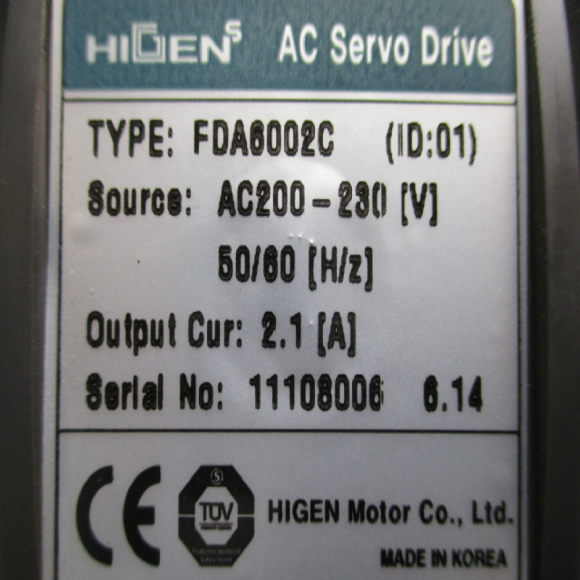 HIGEN S AC Servo Drive
TYPE: FDA6002C (ID:01)
Source: AC200-230 [V]
50/60 [H/z]
Output Cur: 2.1 [A]
Serial No: 11108006 6.14
CE TÜV HIGEN Motor Co., Ltd.
MADE IN KOREA